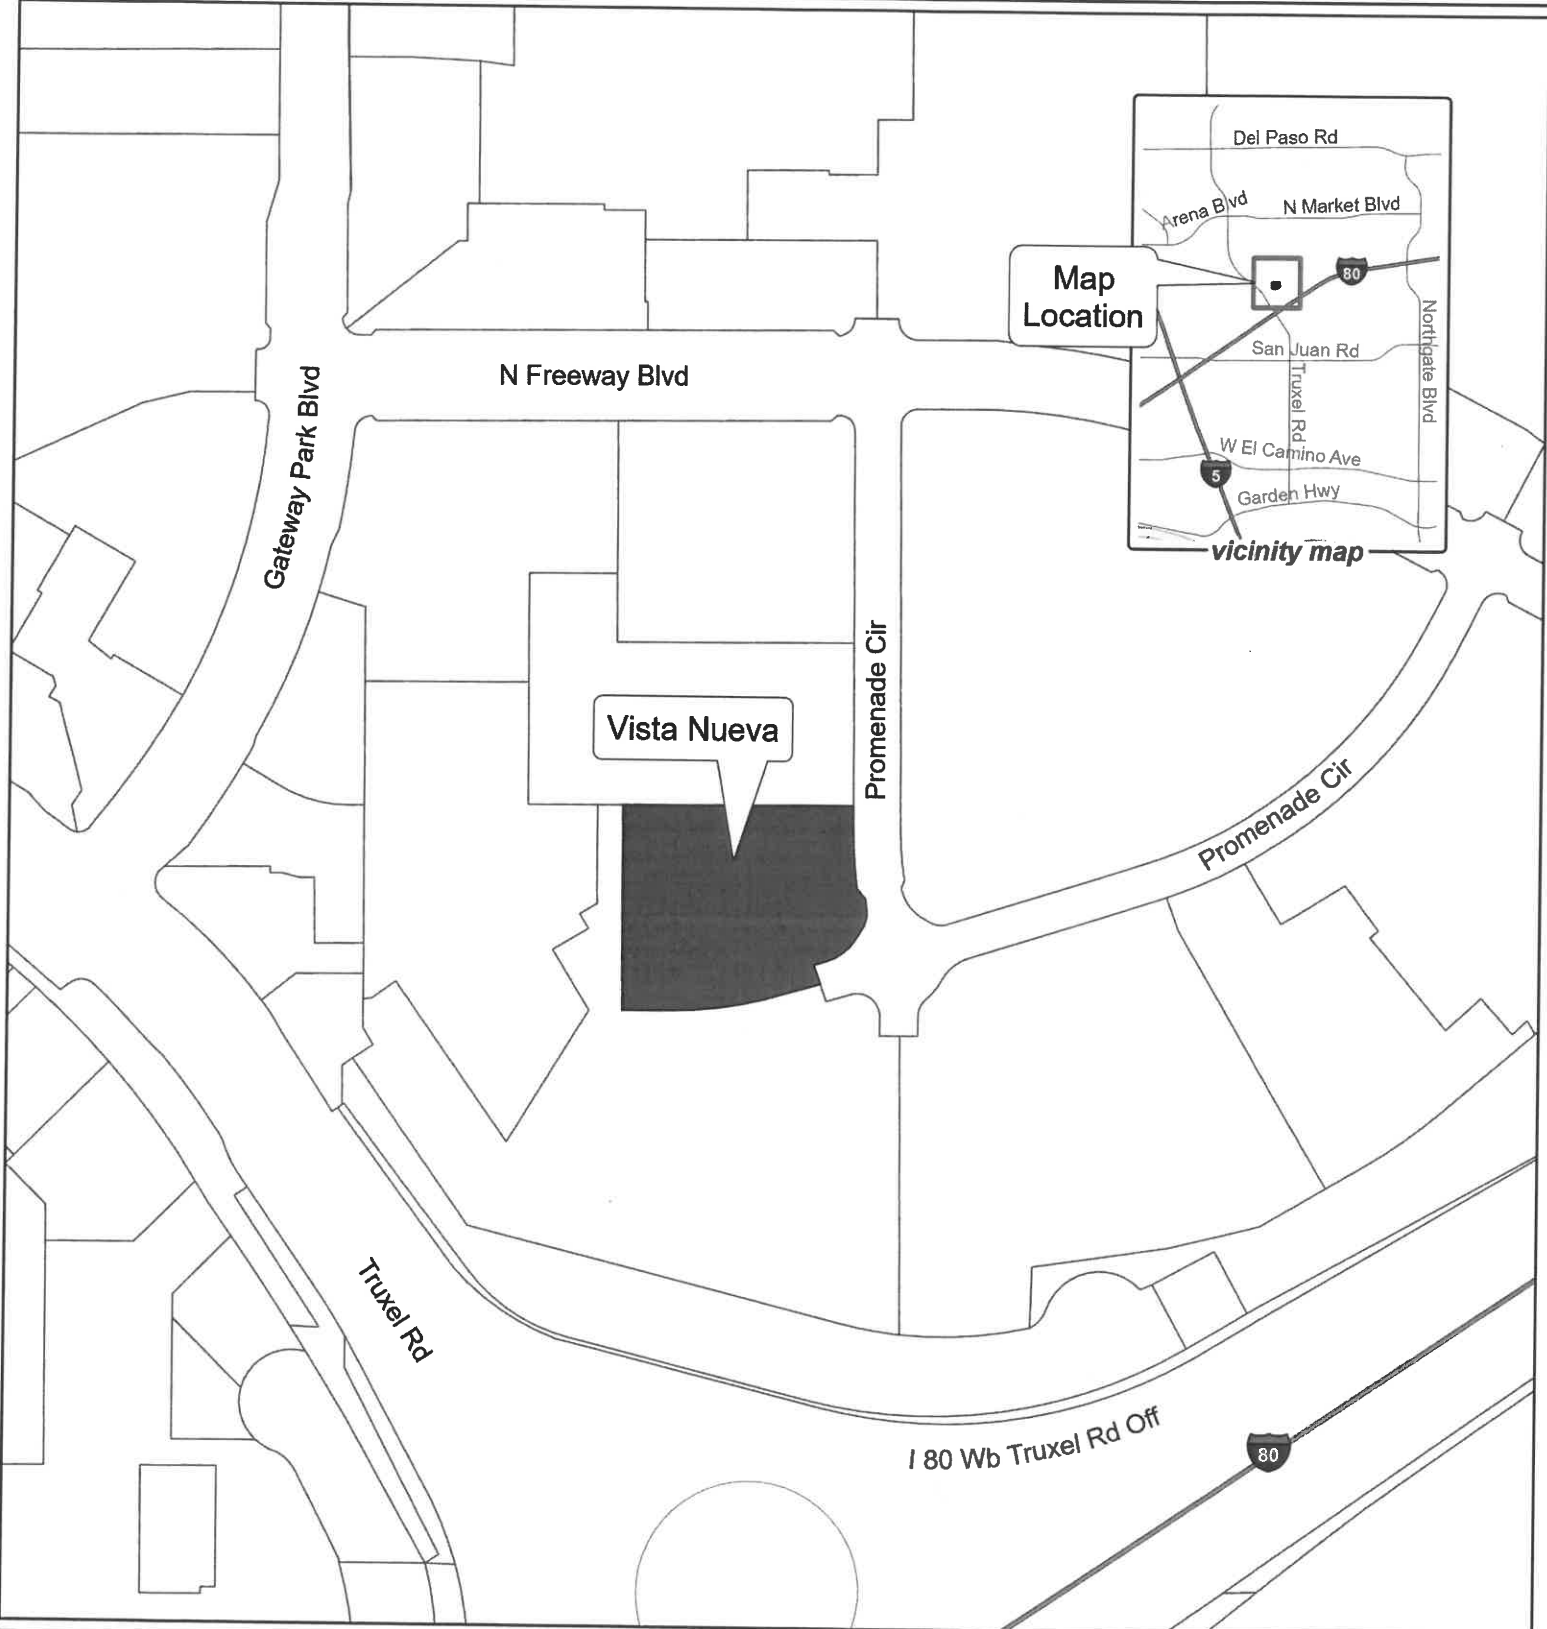 Del Paso Rd
Arena Blvd
N Market Blvd
80
Map
Location
Northgate Blvd
San Juan Rd
Truxel Rd
W El Camino Ave
5
Garden Hwy
vicinity map
N Freeway Blvd
Gateway Park Blvd
Promenade Cir
Vista Nueva
Promenade Cir
Truxel Rd
I 80 Wb Truxel Rd Off
80